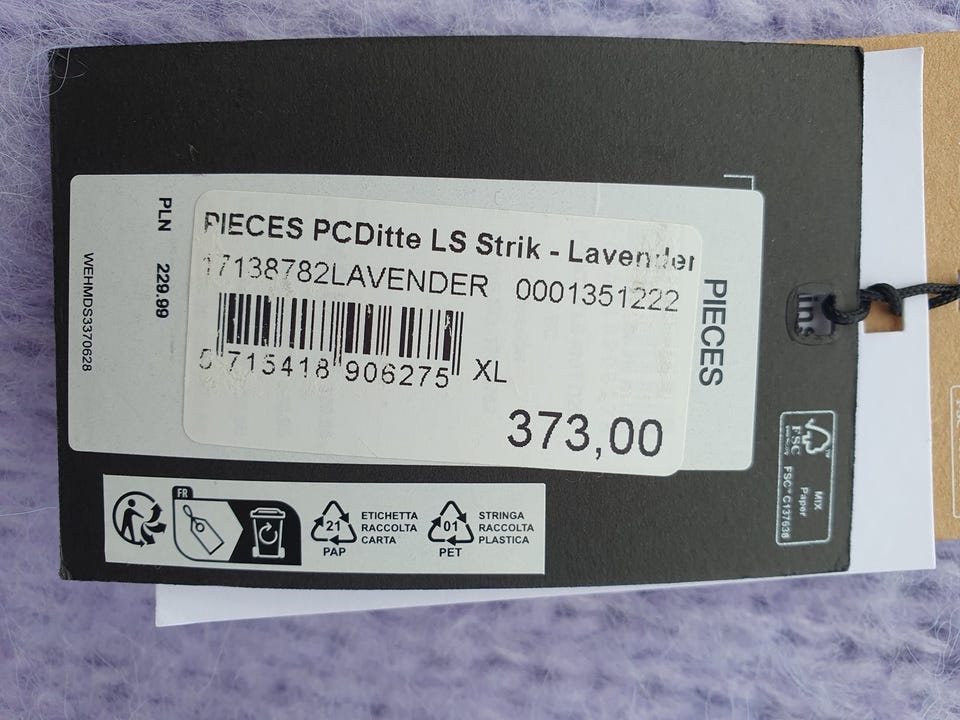 PIECES PCDitte LS Strik - Lavender
17138782LAVENDER 0001351222
5 715418 906275 XL
373,00
PIECES
PLN 229.99
WEHMDS3370628
ins
FSC
MIX
Paper
FSC® C137638
FR
21
PAP
ETICHETTA
RACCOLTA
CARTA
01
PET
STRINGA
RACCOLTA
PLASTICA